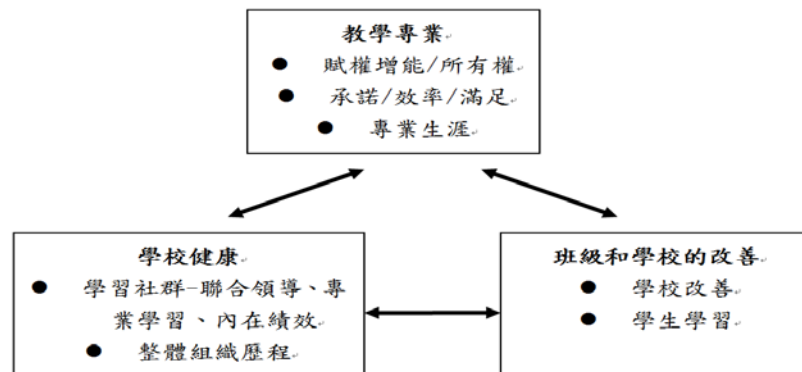 教學專業
● 賦權增能/所有權
● 承諾/效率/滿足
● 專業生涯
學校健康
● 學習社群-聯合領導、專
業學習、內在績效
● 整體組織歷程
班級和學校的改善
● 學校改善
● 學生學習